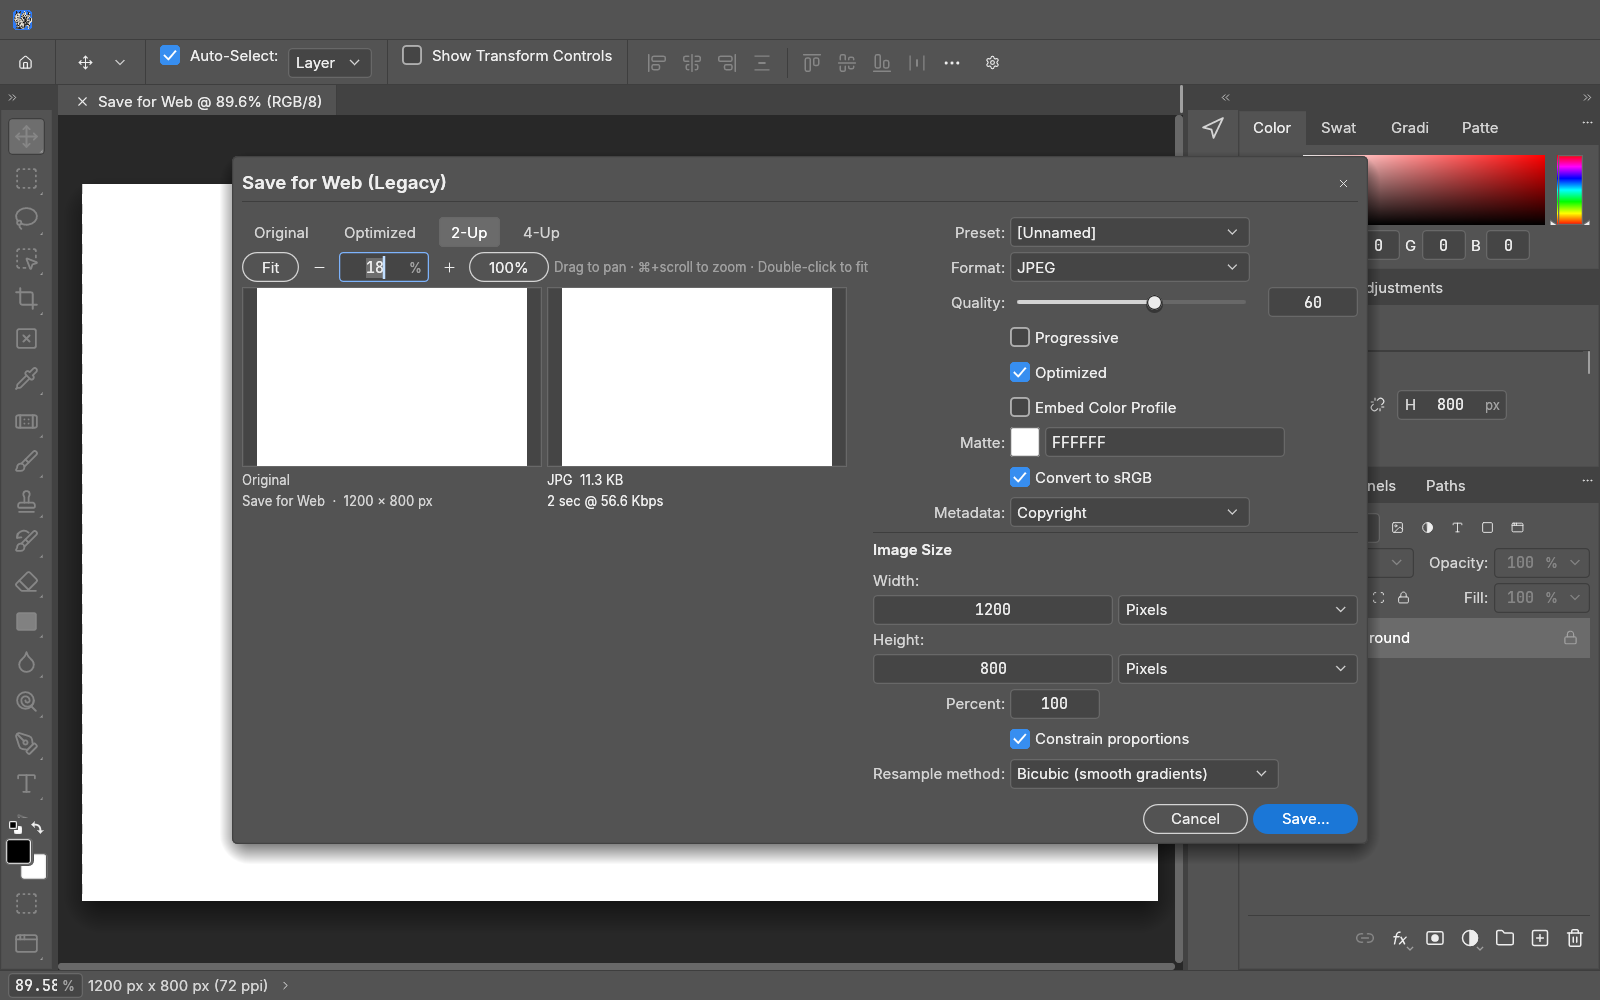 Auto-Select:
Layer
Show Transform Controls
Save for Web @ 89.6% (RGB/8)
Color
Swat
Gradi
Patte
Save for Web (Legacy)
Original
Optimized
2-Up
4-Up
Preset:
[Unnamed]
0
G
0
B
0
Fit
18
%
100%
Drag to pan · ⌘+scroll to zoom · Double-click to fit
Format:
JPEG
djustments
Quality:
60
Progressive
Optimized
Embed Color Profile
H
800
px
Matte:
FFFFFF
Original
JPG 11.3 KB
Convert to sRGB
nels
Paths
Save for Web · 1200 × 800 px
2 sec @ 56.6 Kbps
Metadata:
Copyright
Image Size
Opacity:
100 %
Width:
Fill:
100 %
1200
Pixels
Height:
round
800
Pixels
Percent:
100
Constrain proportions
Resample method:
Bicubic (smooth gradients)
Cancel
Save...
89.58 %
1200 px x 800 px (72 ppi)